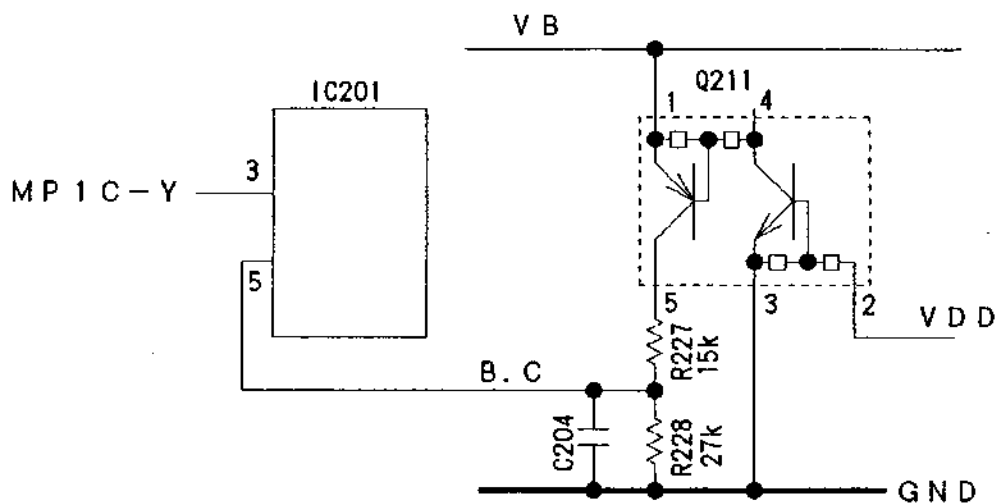 VB
IC201
Q211
1
4
3
MP1C-Y
5
5
3
2
VDD
R227
15k
B.C
C204
R228
27k
GND